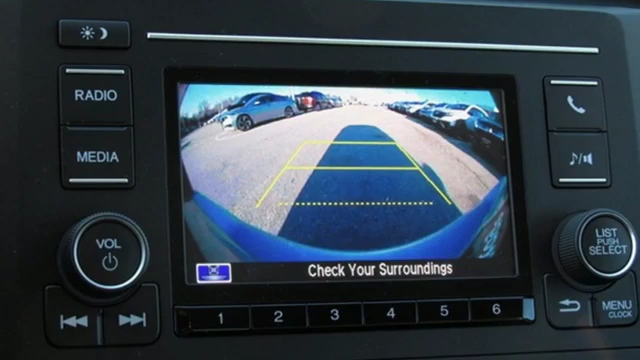 RADIO
MEDIA
VOL
Check Your Surroundings
1 2 3 4 5 6
LIST
PUSH
SELECT
MENU
CLOCK